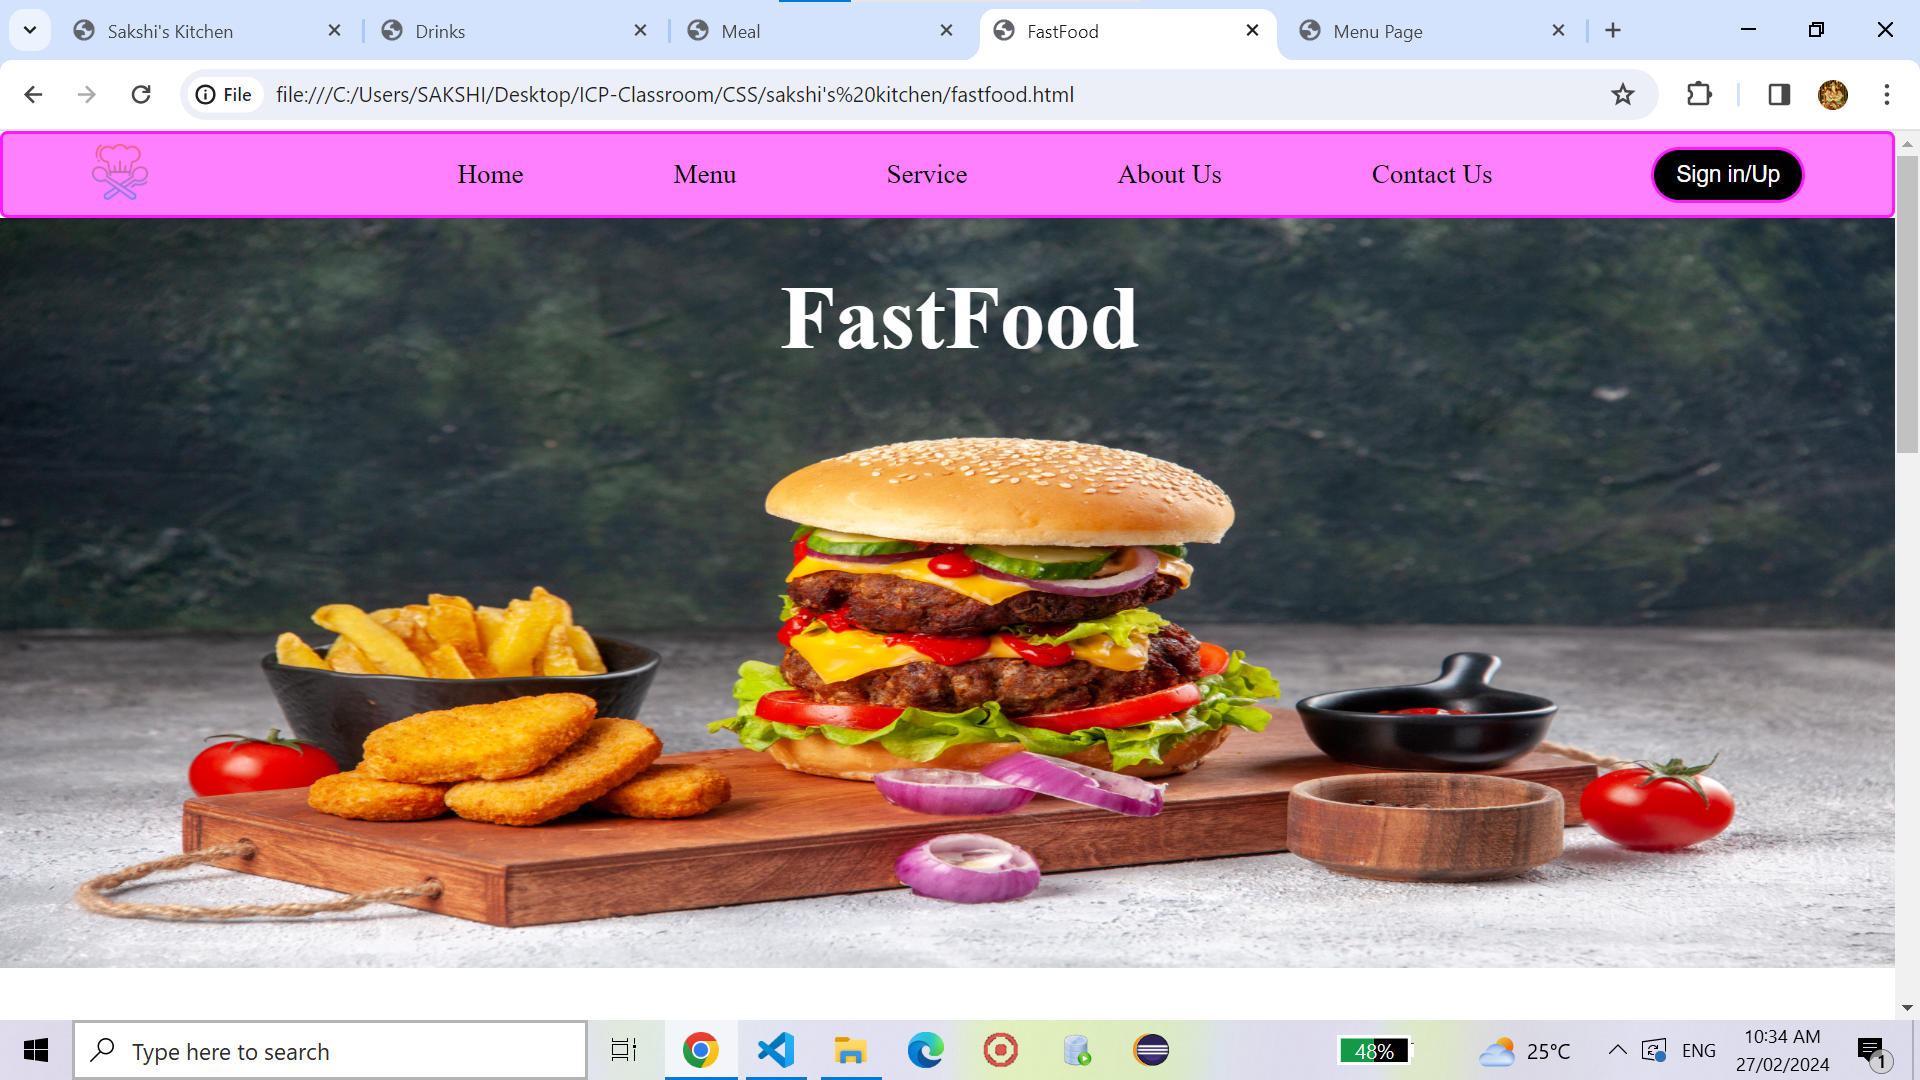 Sakshi's Kitchen
Drinks
Meal
FastFood
Menu Page
File
file:///C:/Users/SAKSHI/Desktop/ICP-Classroom/CSS/sakshi's%20kitchen/fastfood.html
Home
Menu
Service
About Us
Contact Us
Sign in/Up
FastFood
Type here to search
48%
25°C
ENG
10:34 AM
27/02/2024
1